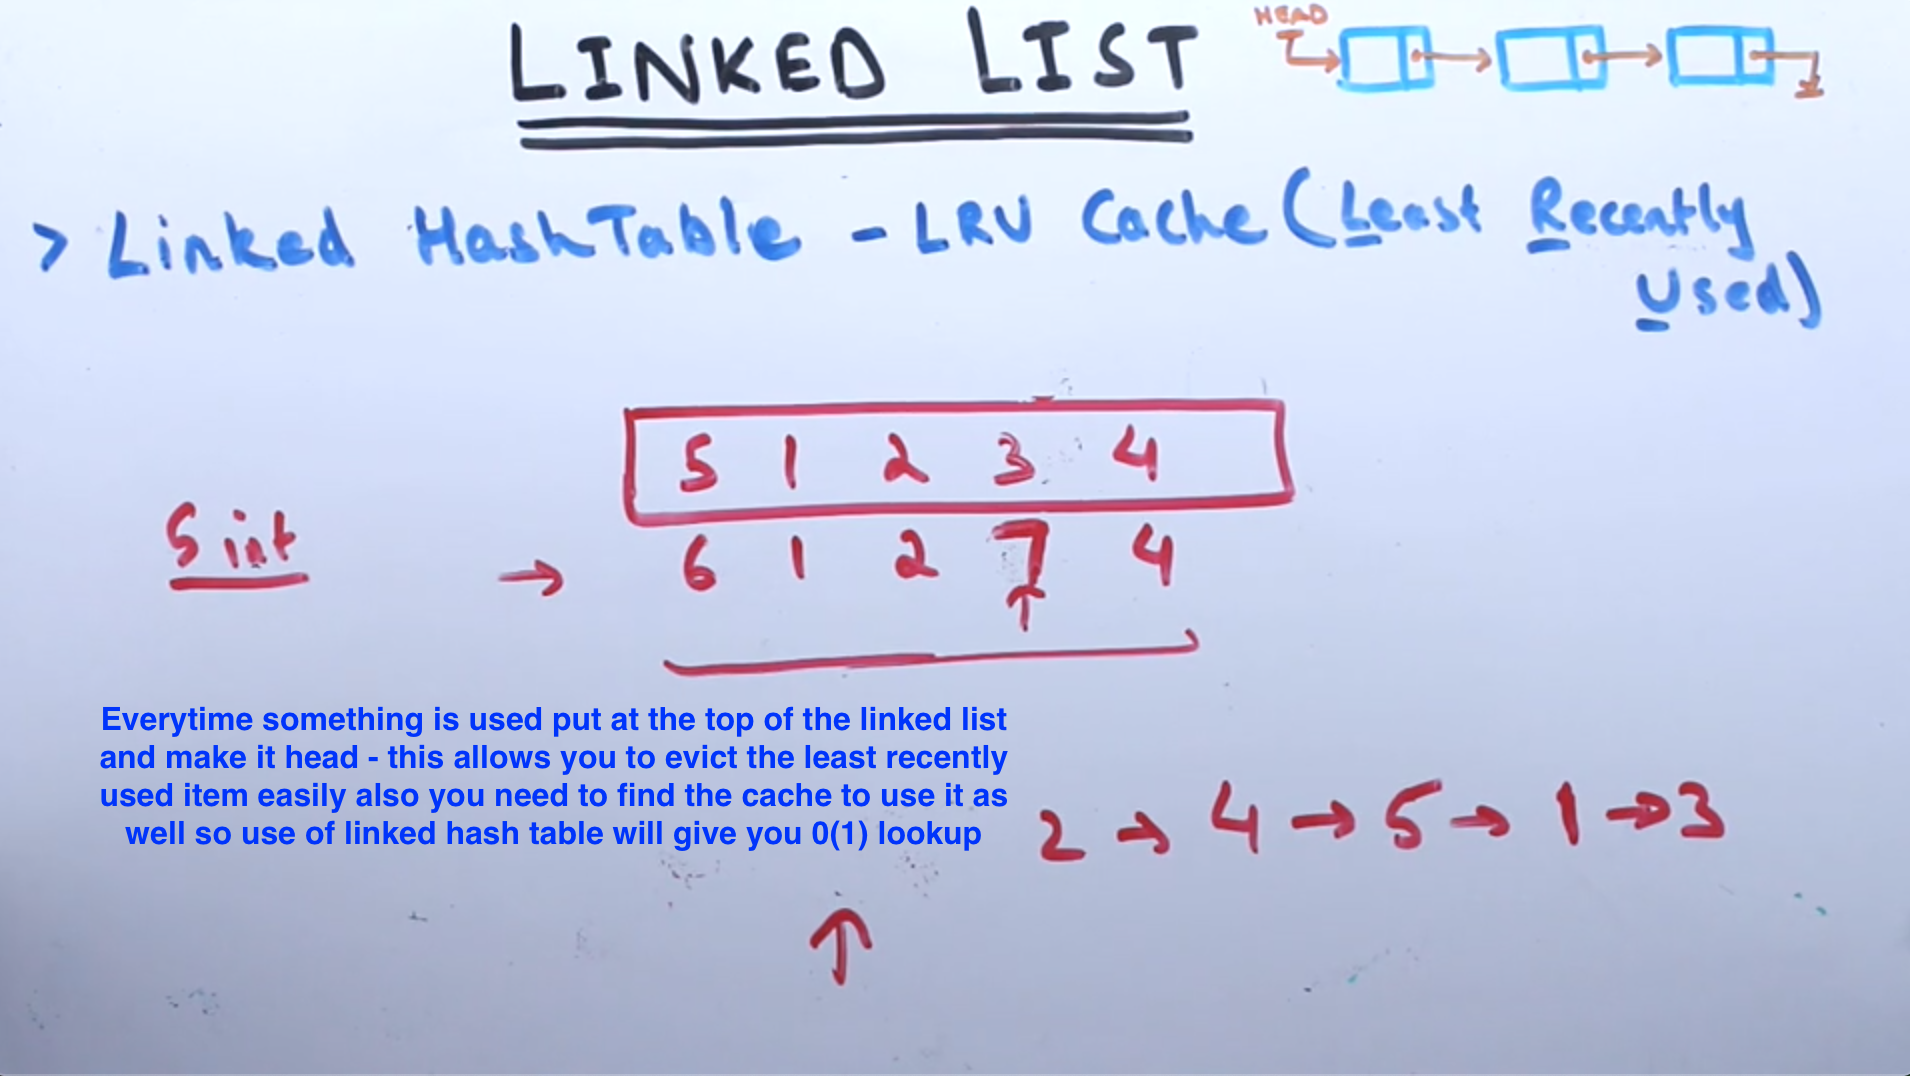 LINKED LIST
HEAD
> Linked HashTable - LRU Cache (Least Recently
Used)
5 1 2 3 4
5 int → 6 1 2 7 4
Everytime something is used put at the top of the linked list
and make it head - this allows you to evict the least recently
used item easily also you need to find the cache to use it as
well so use of linked hash table will give you 0(1) lookup
2 → 4 → 5 → 1 → 3